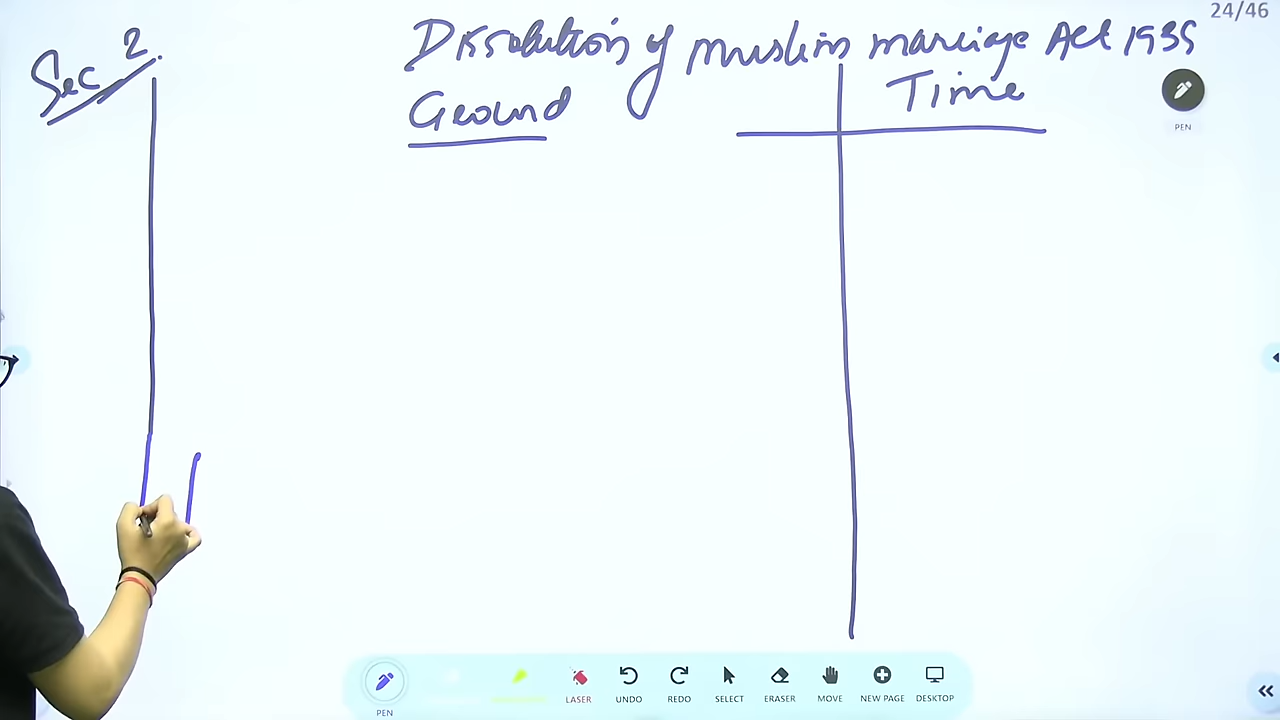 24/46
Sec 2.
Dissolution of muslim marriage Act 1939
Ground
Time
PEN
PEN
LASER
UNDO
REDO
SELECT
ERASER
MOVE
NEW PAGE
DESKTOP